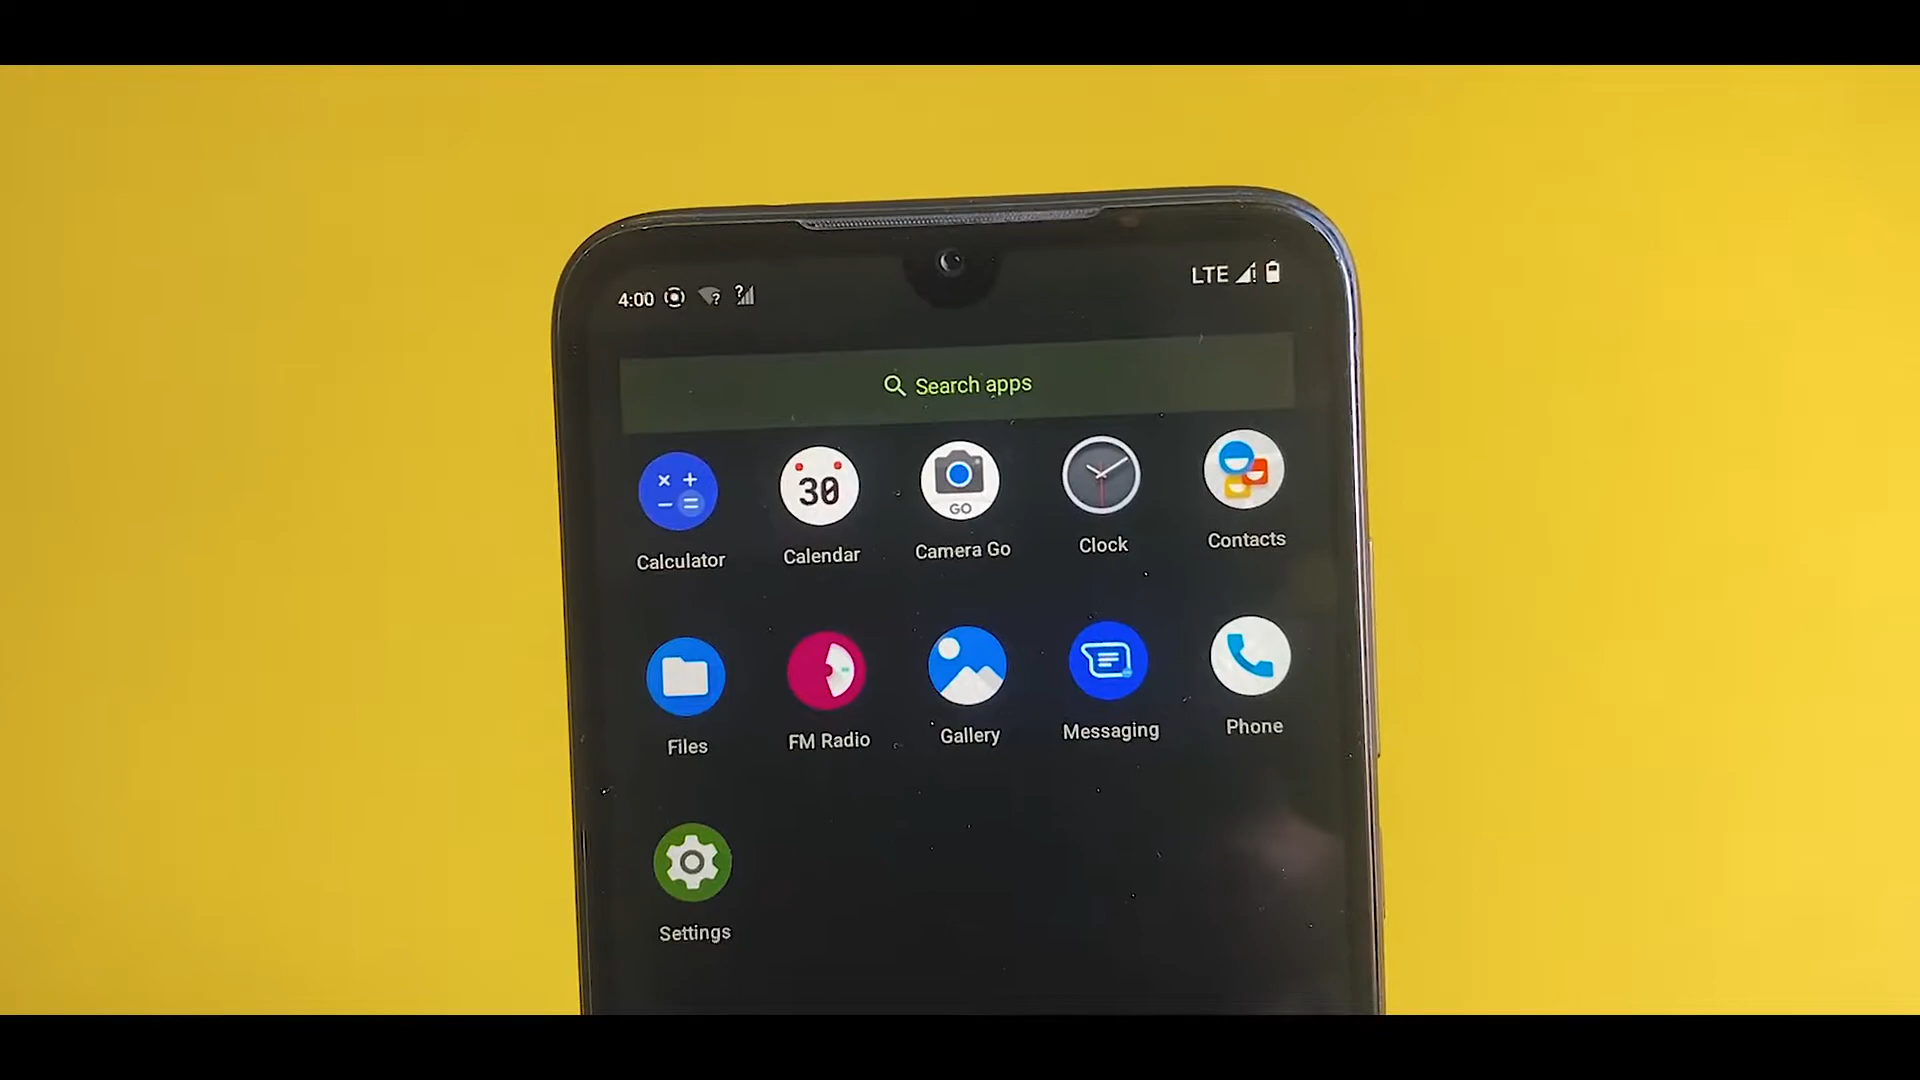 4:00
LTE
Search apps
30
GO
Calculator
Calendar
Camera Go
Clock
Contacts
Files
FM Radio
Gallery
Messaging
Phone
Settings